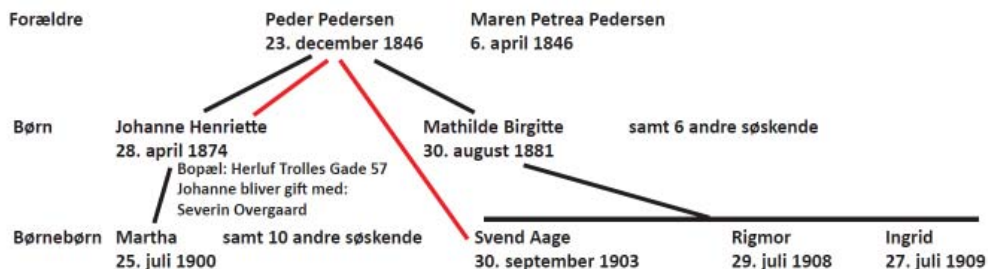 Forældre Peder Pedersen Maren Petrea Pedersen
23. december 1846 6. april 1846
Børn Johanne Henriette Mathilde Birgitte samt 6 andre søskende
28. april 1874 30. august 1881
Bopæl: Herluf Trolles Gade 57
Johanne bliver gift med:
Severin Overgaard
Børnebørn Martha samt 10 andre søskende Svend Aage Rigmor Ingrid
25. juli 1900 30. september 1903 29. juli 1908 27. juli 1909